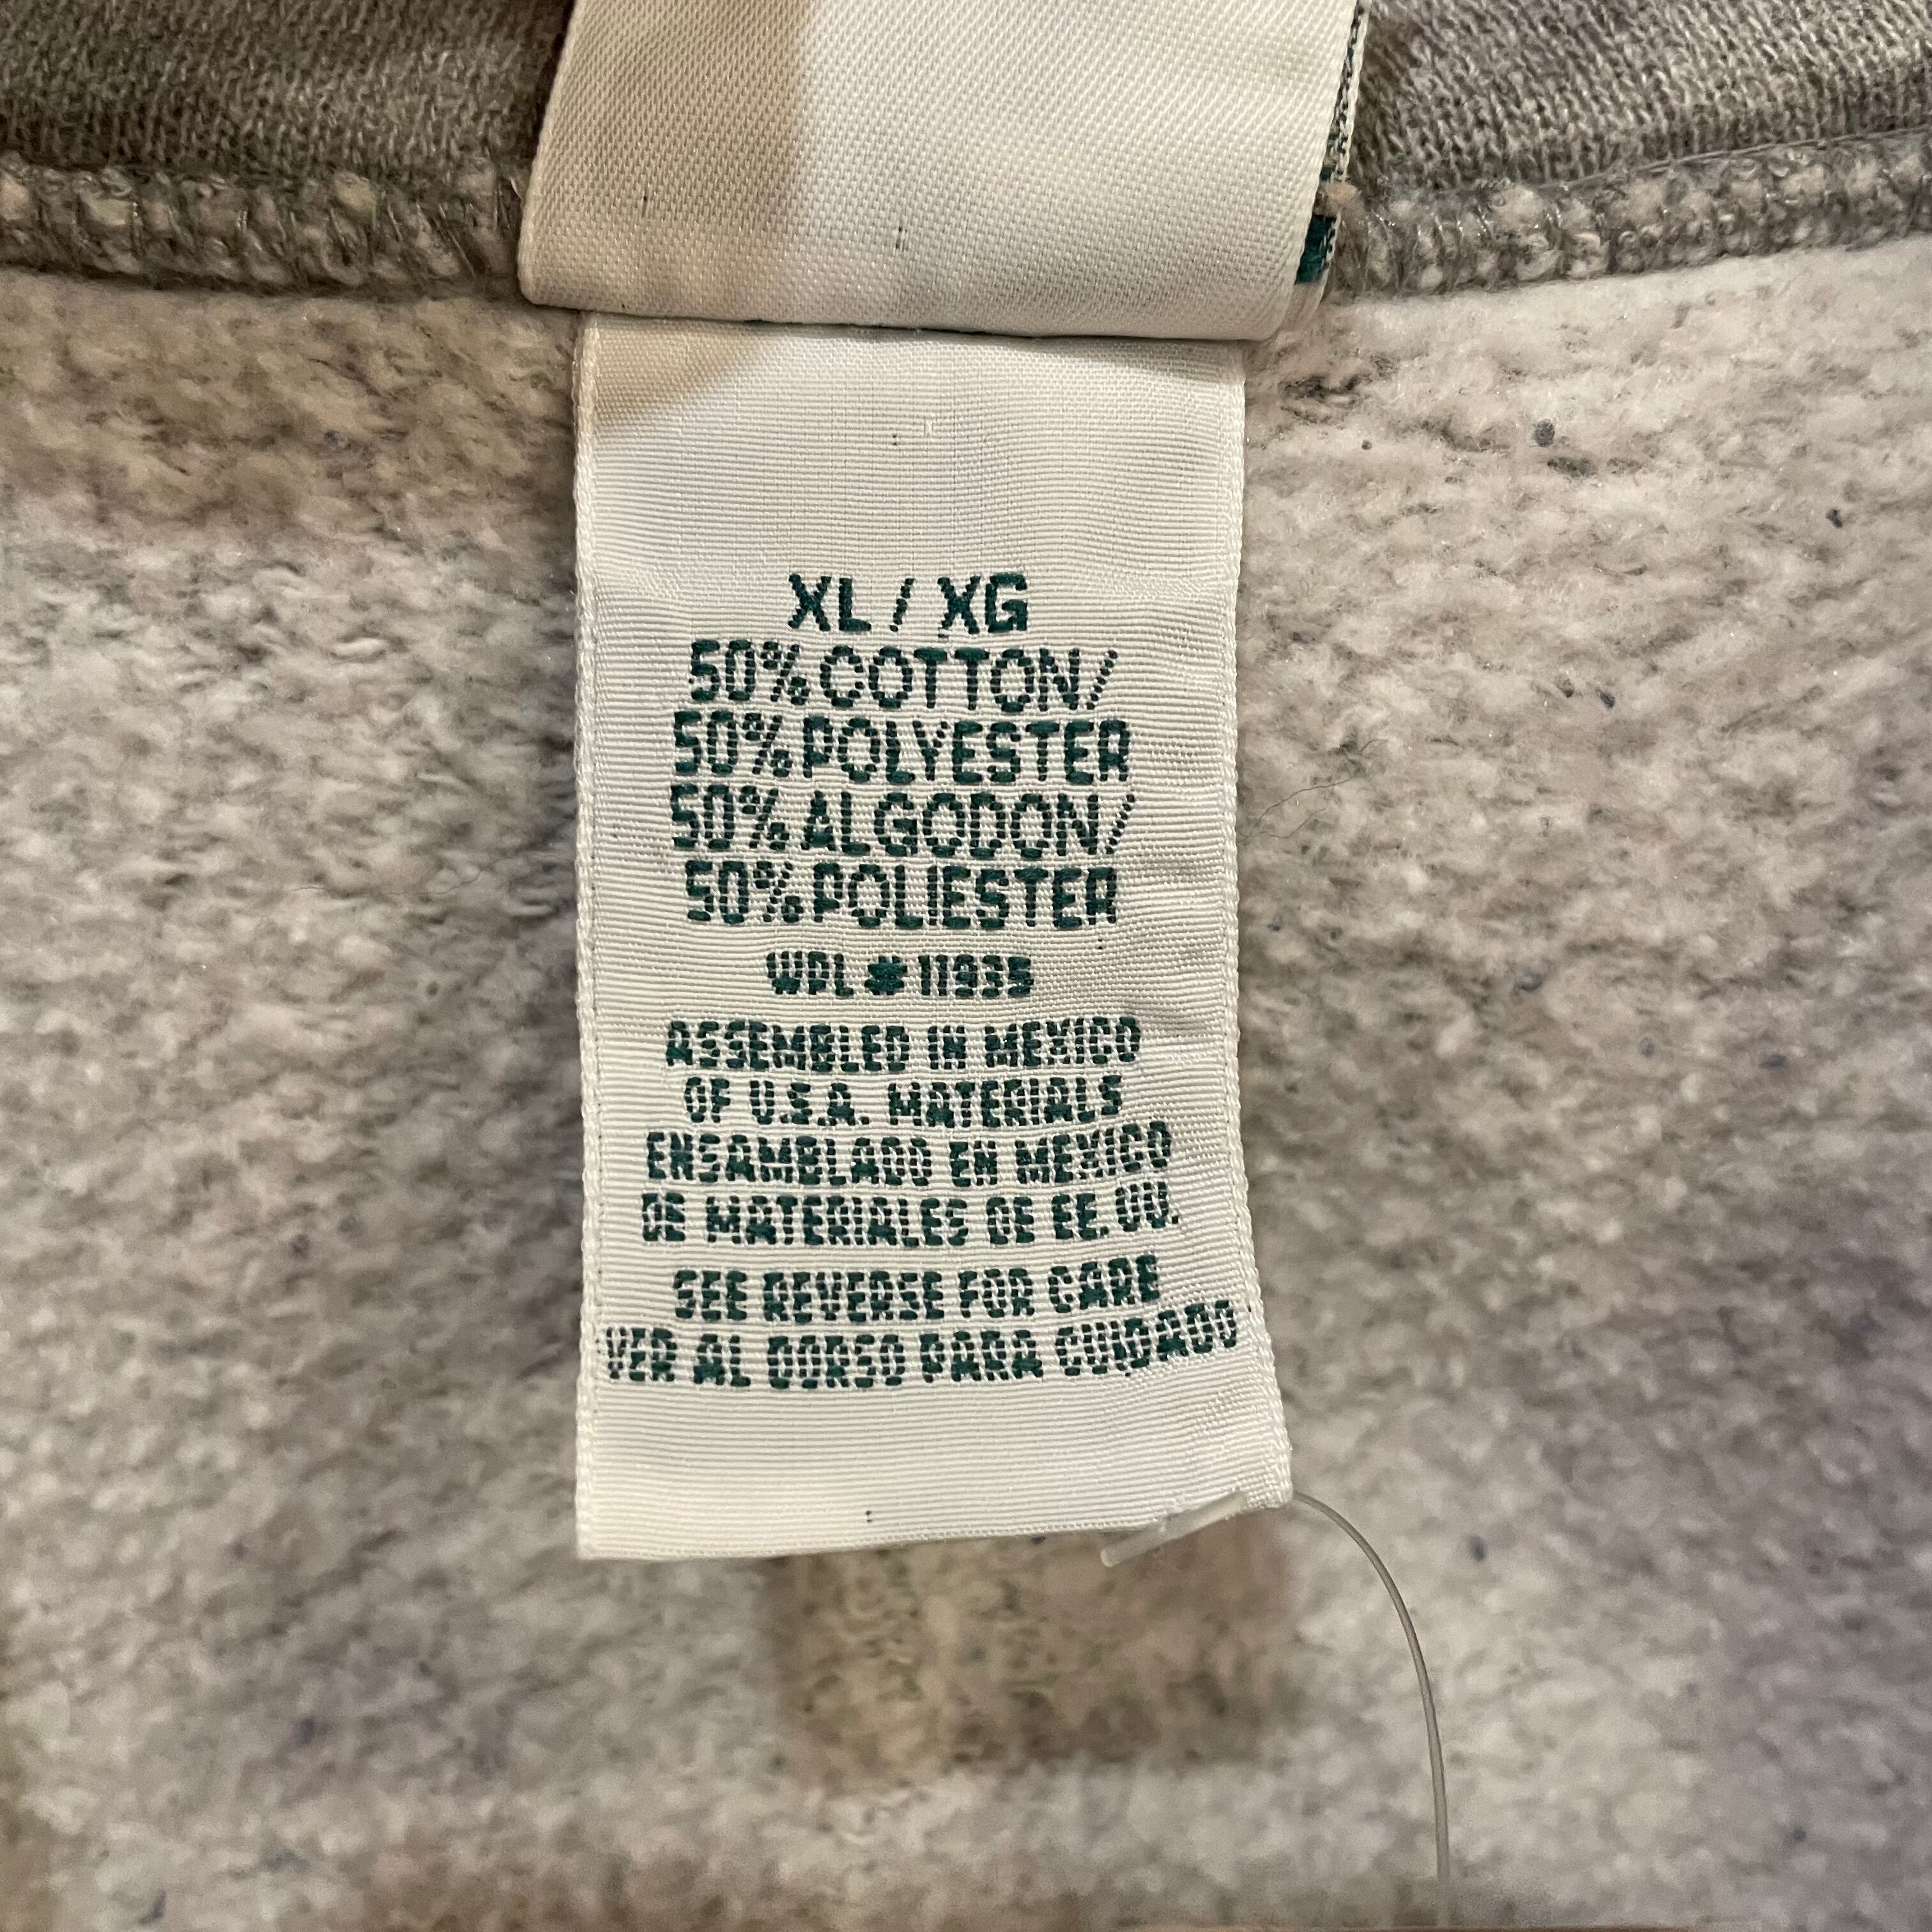 XL / XG
50% COTTON/
50% POLYESTER
50% ALGODON/
50% POLIESTER
WPL # 11935
ASSEMBLED IN MEXICO
OF U.S.A. MATERIALS
ENSAMBLADO EN MEXICO
DE MATERIALES DE EE. UU.
SEE REVERSE FOR CARE
VER AL DORSO PARA CUIDADO